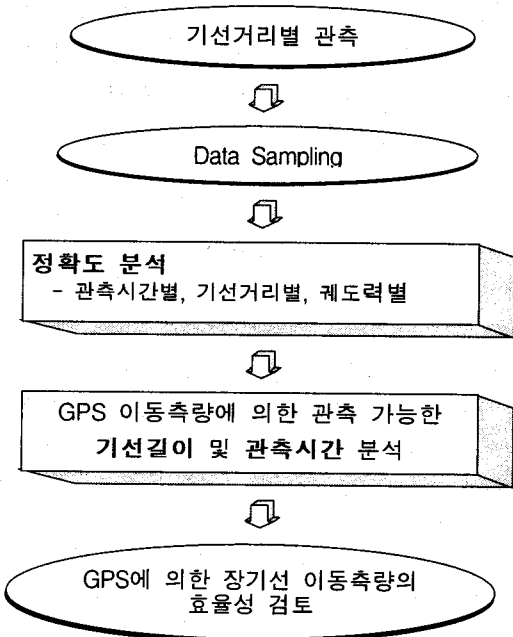 기선거리별 관측
Data Sampling
정확도 분석
- 관측시간별, 기선거리별, 궤도력별
GPS 이동측량에 의한 관측 가능한
기선길이 및 관측시간 분석
GPS에 의한 장기선 이동측량의
효율성 검토